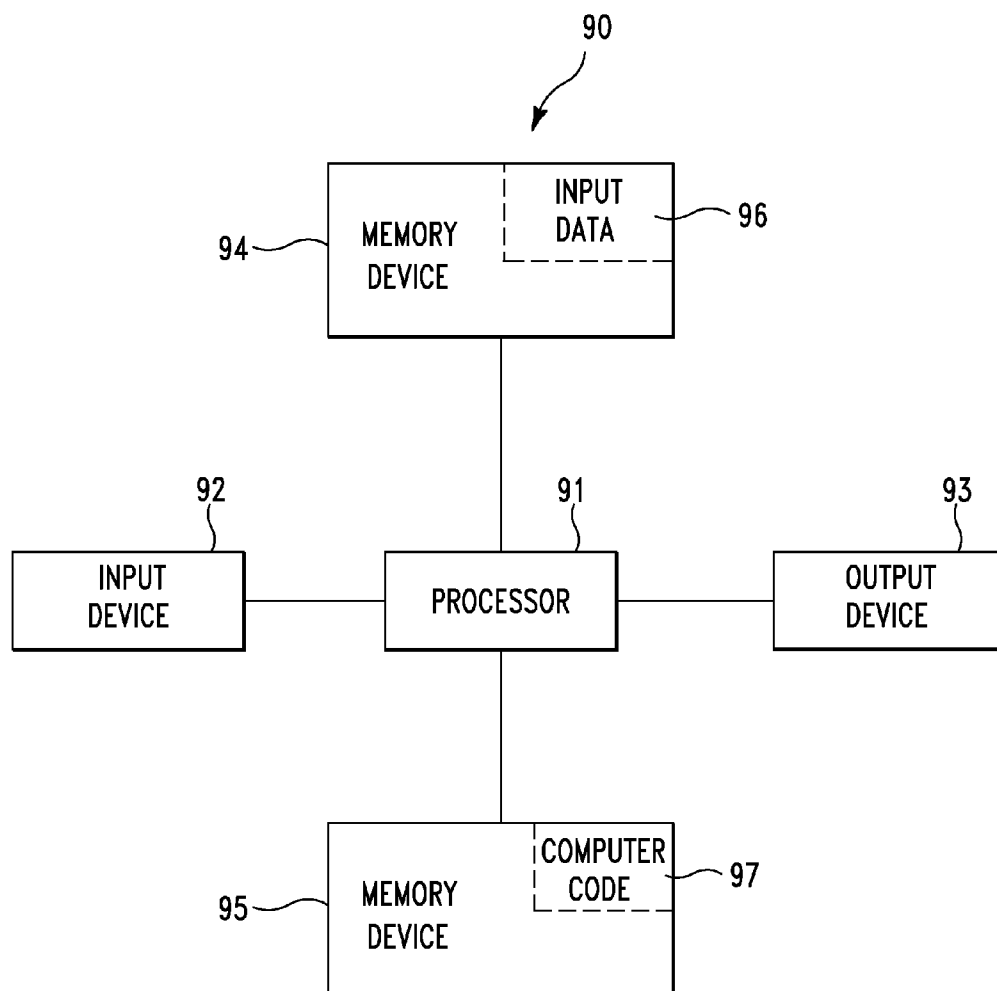 90
INPUT
DATA
96
94
MEMORY
DEVICE
92
91
93
INPUT
DEVICE
PROCESSOR
OUTPUT
DEVICE
COMPUTER
CODE
97
95
MEMORY
DEVICE